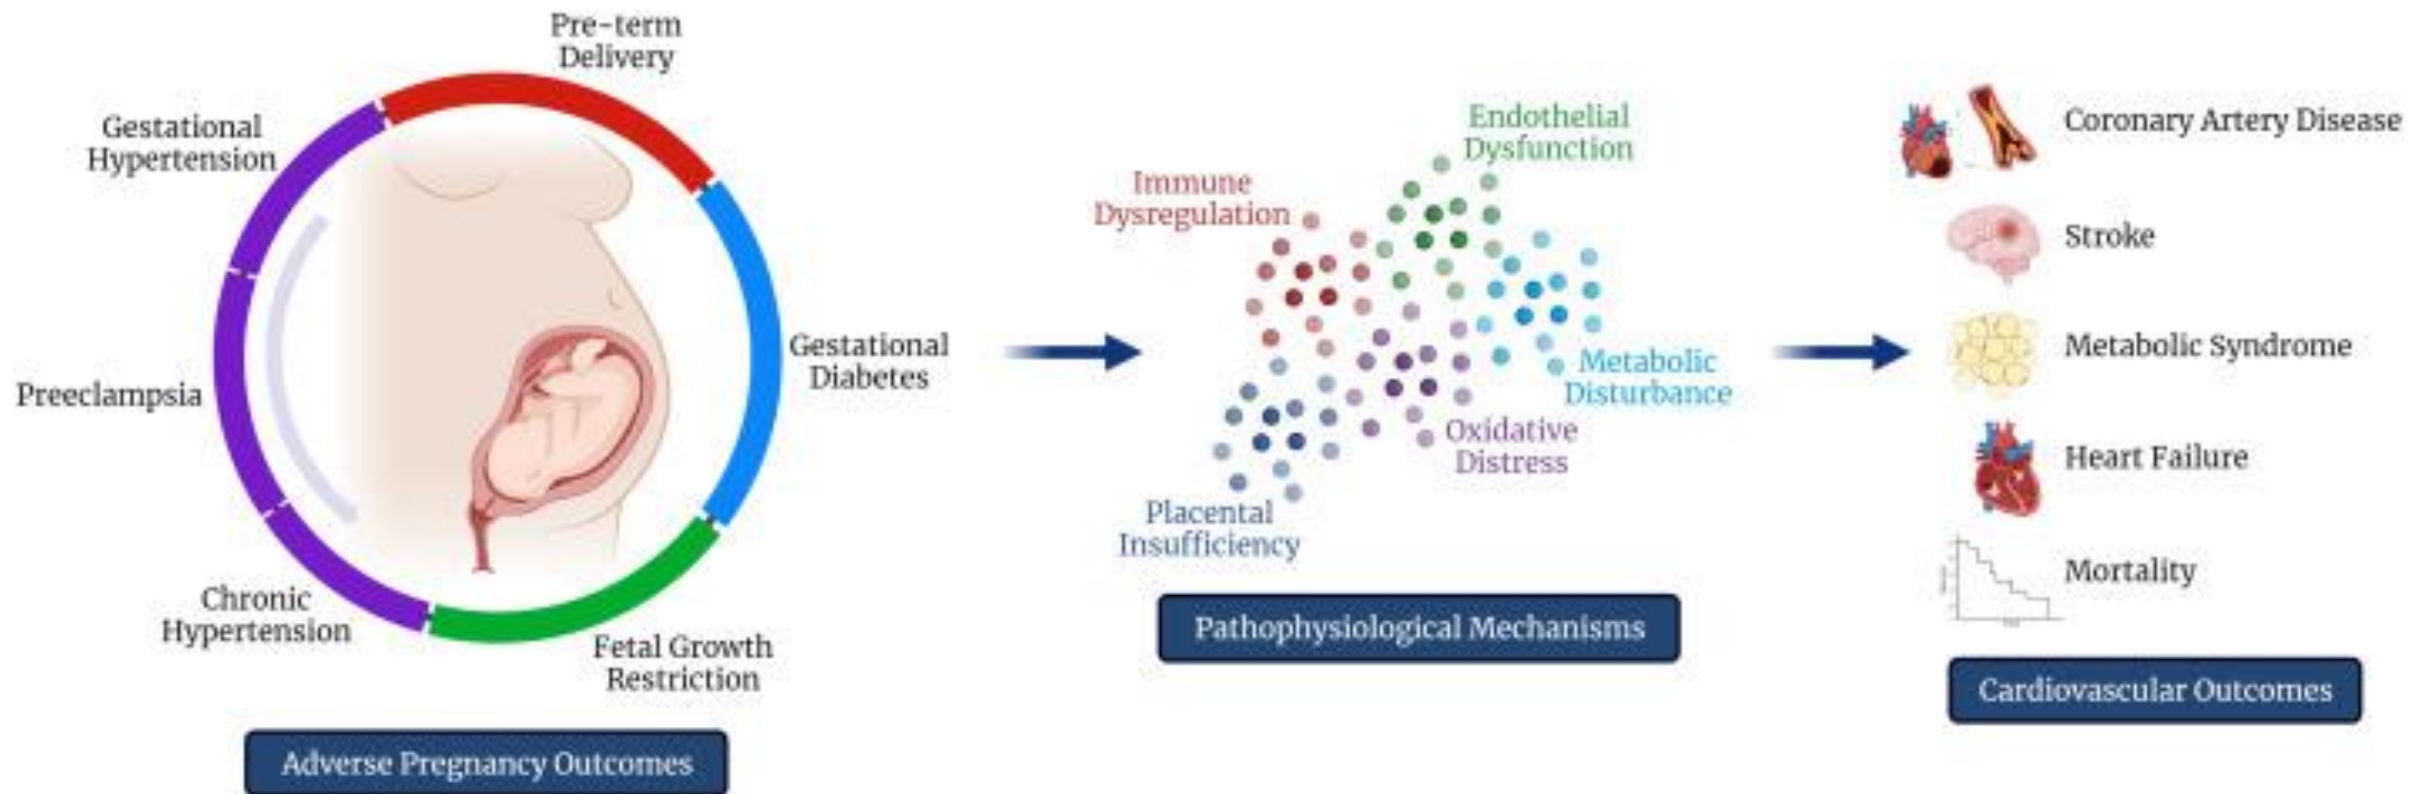 Pre-term
Delivery
Gestational
Hypertension
Preeclampsia
Chronic
Hypertension
Fetal Growth
Restriction
Gestational
Diabetes
Adverse Pregnancy Outcomes
Immune
Dysregulation
Endothelial
Dysfunction
Metabolic
Disturbance
Oxidative
Distress
Placental
Insufficiency
Pathophysiological Mechanisms
Coronary Artery Disease
Stroke
Metabolic Syndrome
Heart Failure
Mortality
Cardiovascular Outcomes